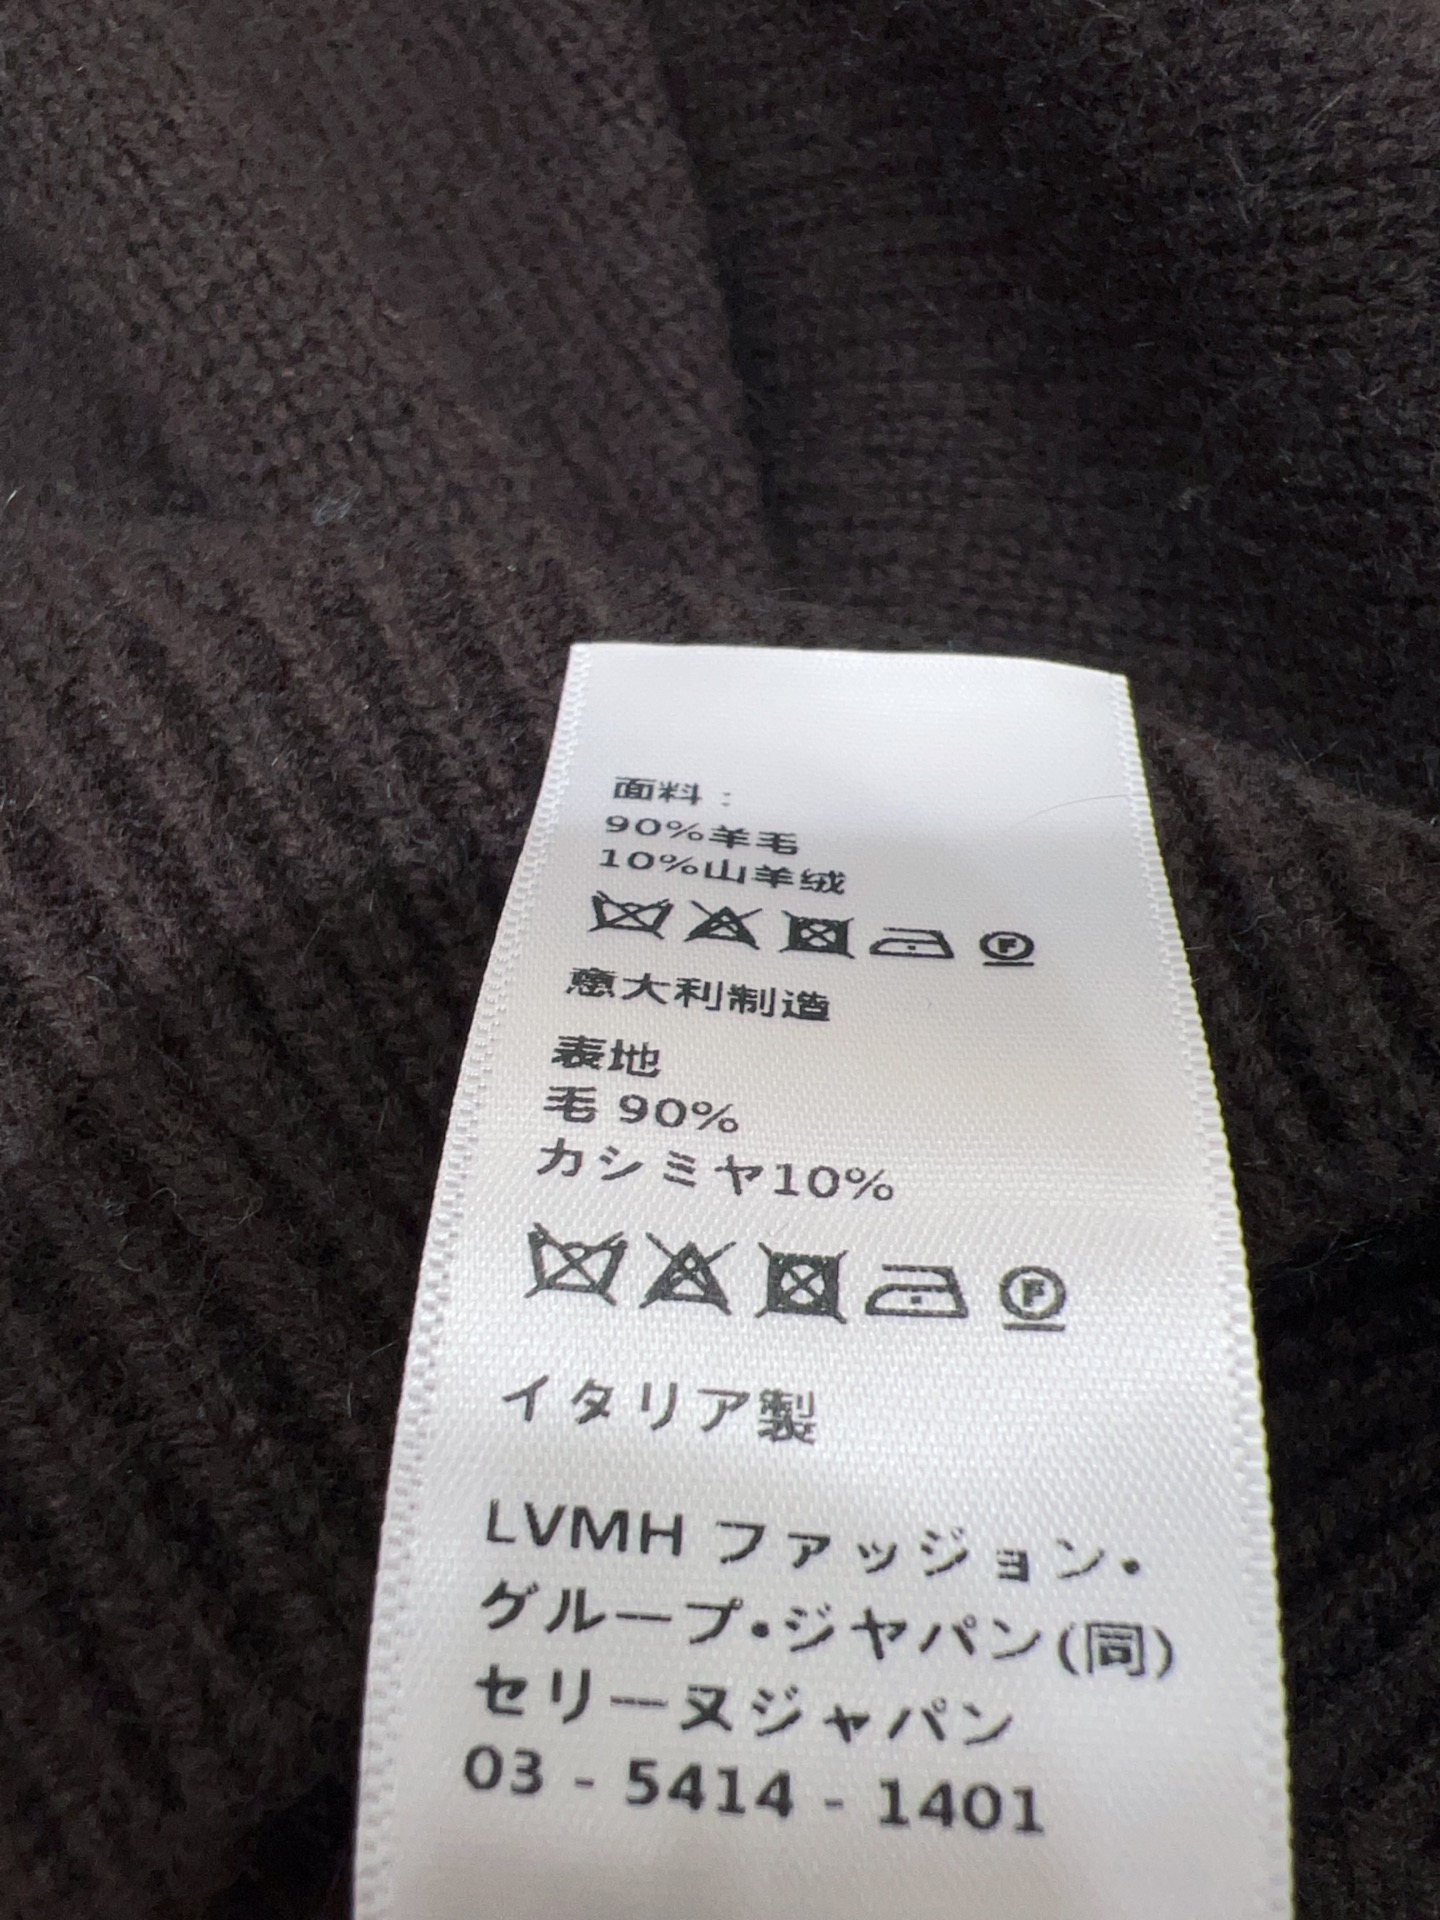 面料：
90%羊毛
10%山羊绒
F
意大利制造
表地
毛 90%
カシミヤ10%
F
イタリア製
LVMH ファッション・
グループ・ジャパン(同)
セリーヌジャパン
03 - 5414 - 1401